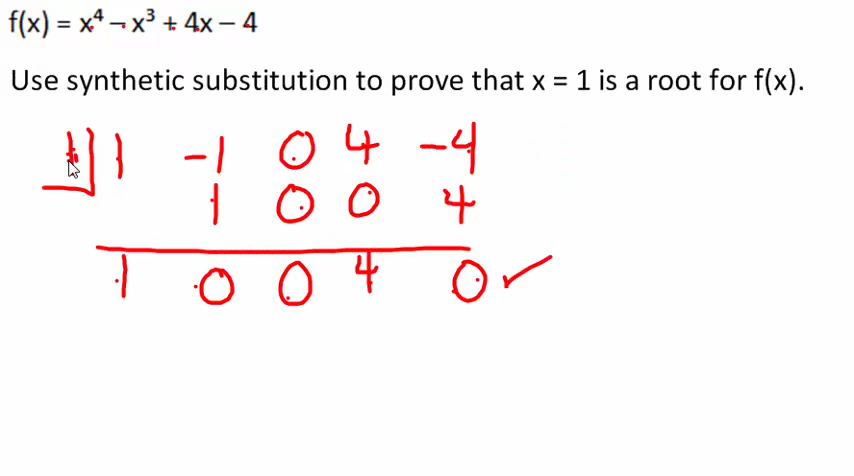 f(x) = x⁴ – x³ + 4x – 4
Use synthetic substitution to prove that x = 1 is a root for f(x).
1 1 -1 0 4 -4
1 0 0 4
1 0 0 4 0 ✓